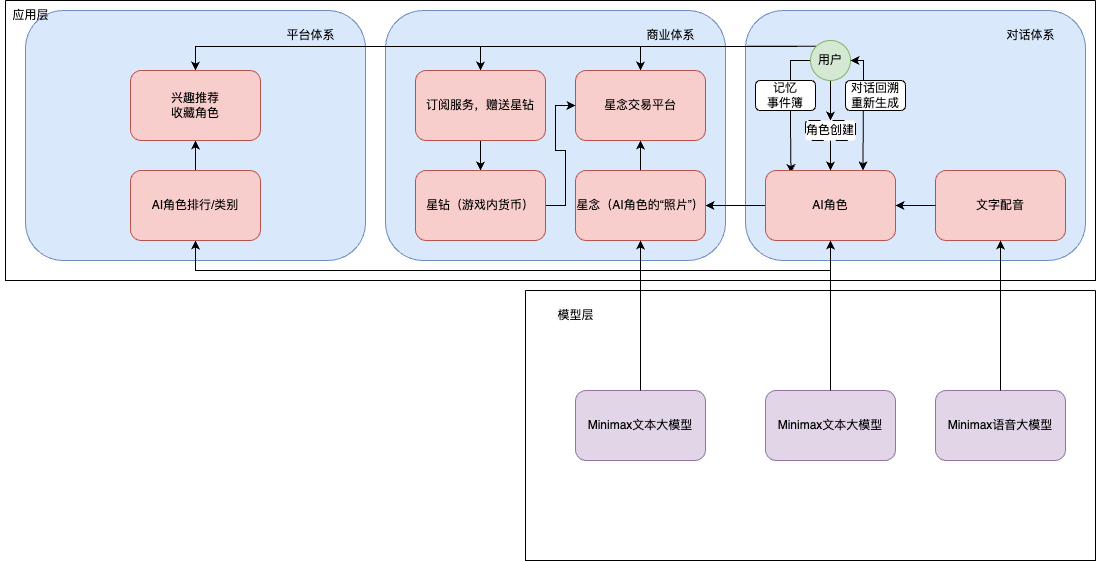 应用层
平台体系
商业体系
对话体系
用户
记忆
事件簿
对话回溯
重新生成
角色创建
兴趣推荐
收藏角色
订阅服务，赠送星钻
星念交易平台
AI角色排行/类别
星钻（游戏内货币）
星念（AI角色的“照片”）
AI角色
文字配音
模型层
Minimax文本大模型
Minimax文本大模型
Minimax语音大模型